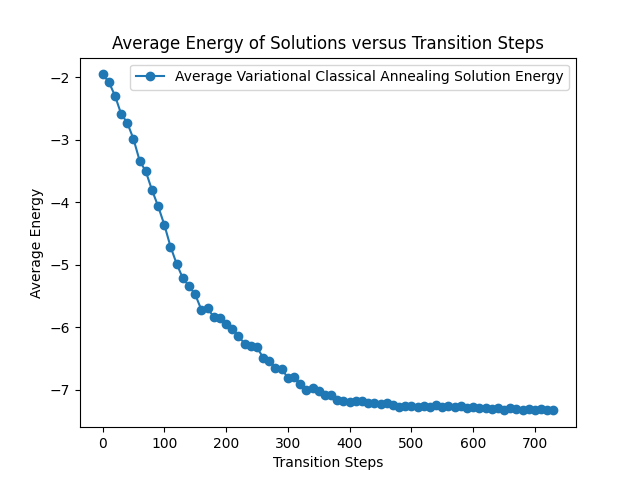 Average Energy of Solutions versus Transition Steps
Average Variational Classical Annealing Solution Energy
Average Energy
−2
−3
−4
−5
−6
−7
0 100 200 300 400 500 600 700
Transition Steps